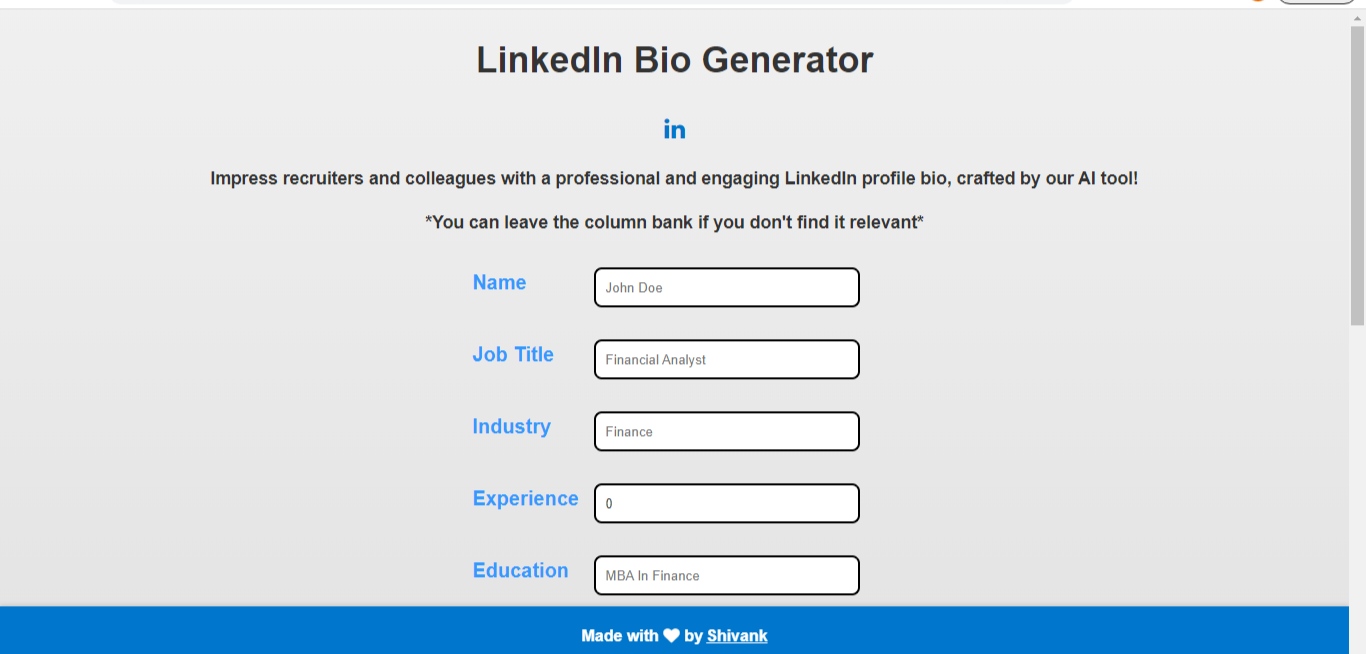 LinkedIn Bio Generator
in
Impress recruiters and colleagues with a professional and engaging LinkedIn profile bio, crafted by our AI tool!
*You can leave the column bank if you don't find it relevant*
Name
John Doe
Job Title
Financial Analyst
Industry
Finance
Experience
0
Education
MBA In Finance
Made with ♥ by Shivank